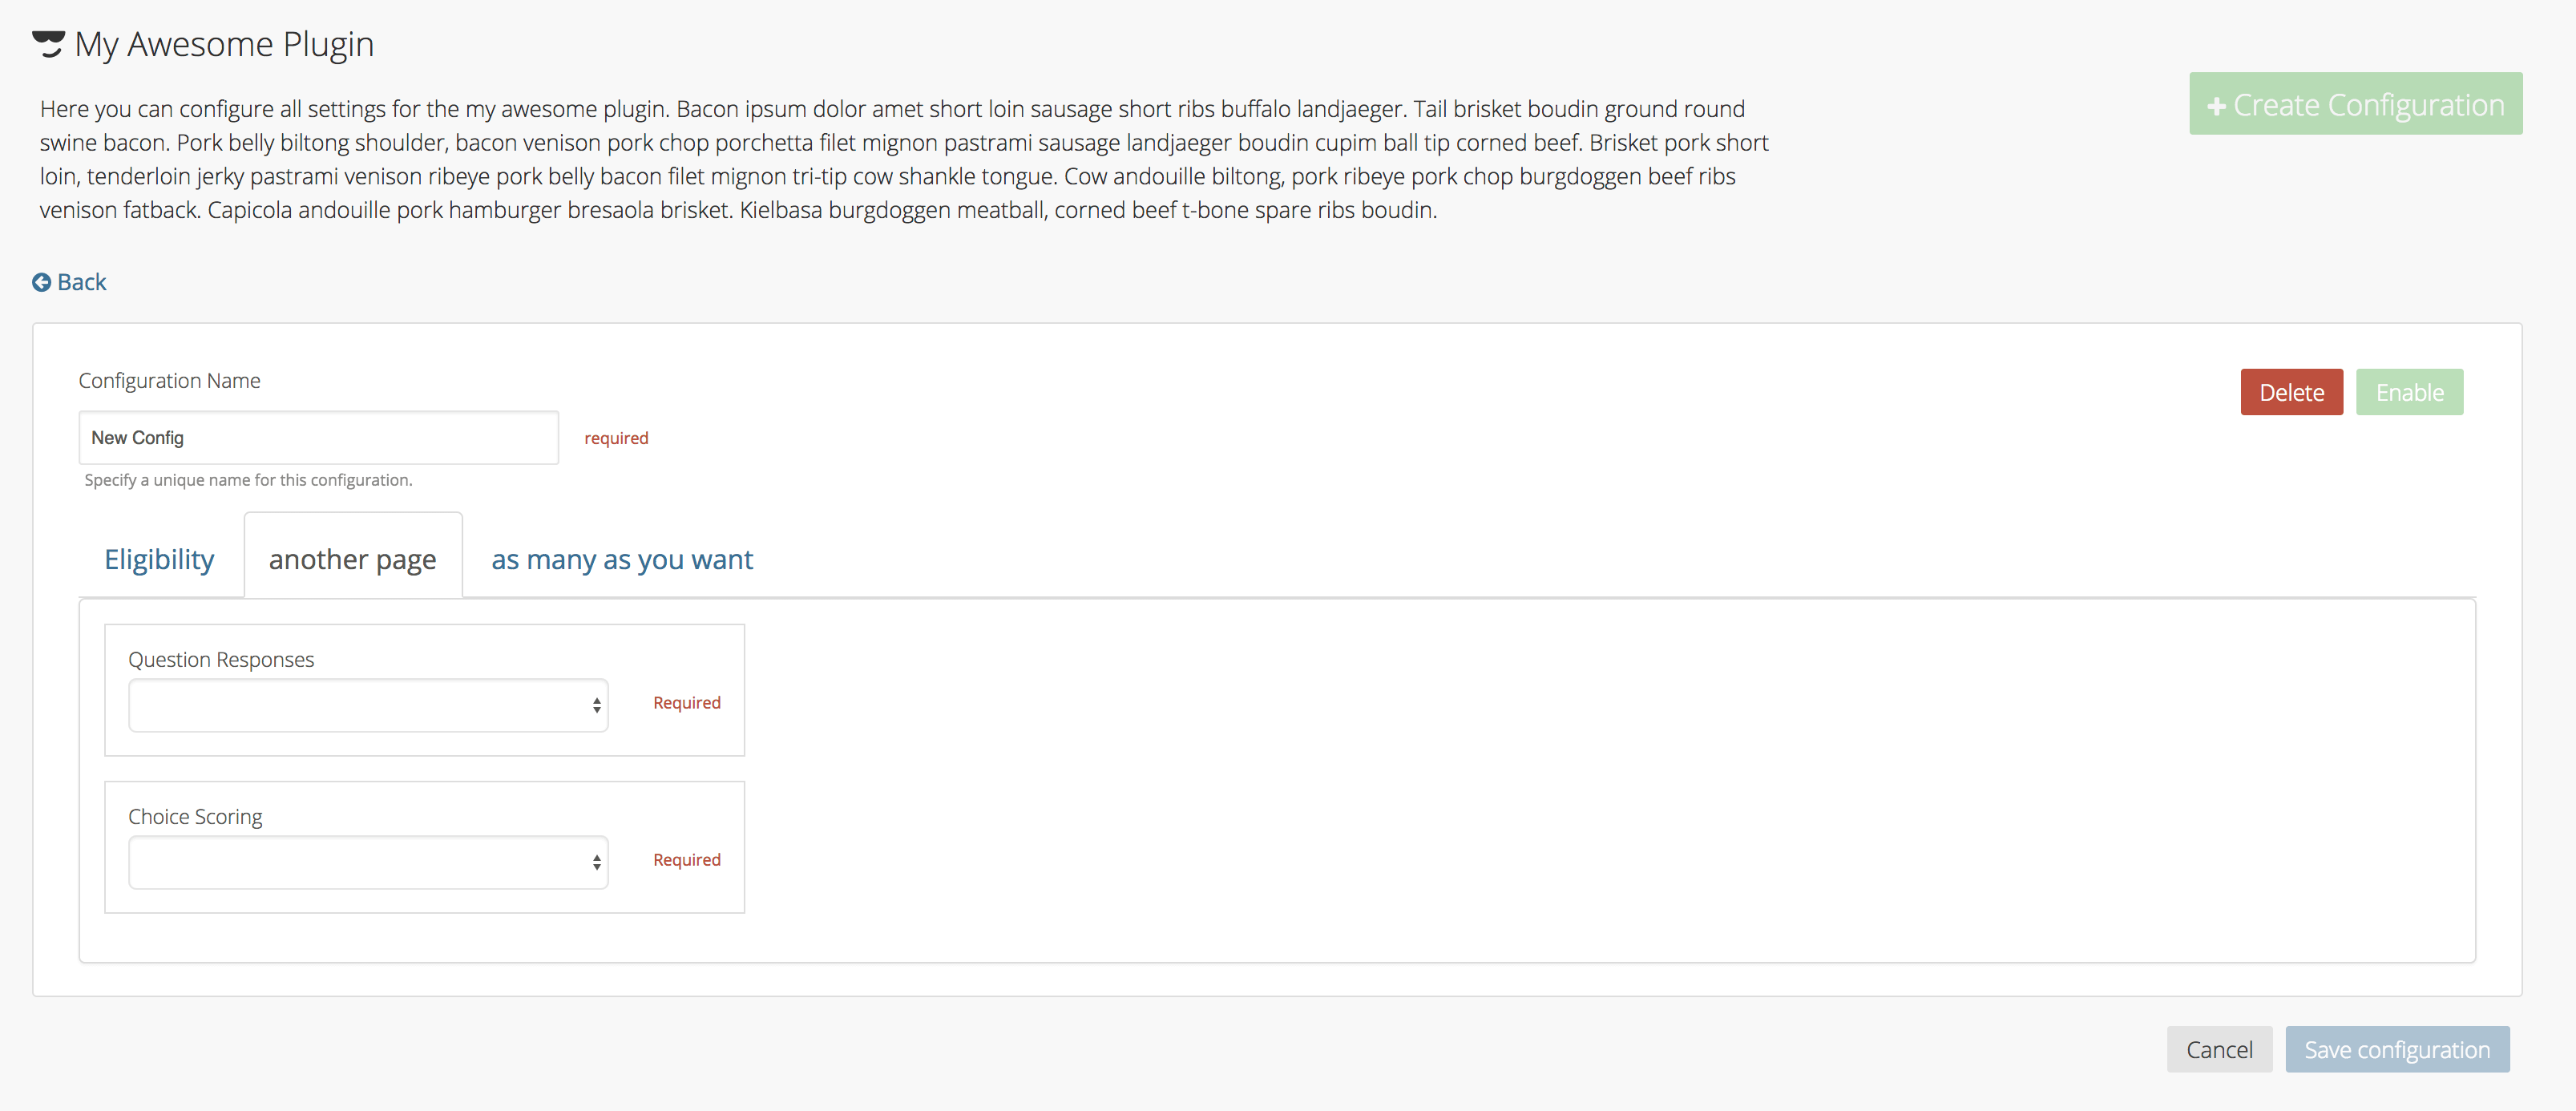 My Awesome Plugin
+ Create Configuration
Here you can configure all settings for the my awesome plugin. Bacon ipsum dolor amet short loin sausage short ribs buffalo landjaeger. Tail brisket boudin ground round
swine bacon. Pork belly biltong shoulder, bacon venison pork chop porchetta filet mignon pastrami sausage landjaeger boudin cupim ball tip corned beef. Brisket pork short
loin, tenderloin jerky pastrami venison ribeye pork belly bacon filet mignon tri-tip cow shankle tongue. Cow andouille biltong, pork ribeye pork chop burgdoggen beef ribs
venison fatback. Capicola andouille pork hamburger bresaola brisket. Kielbasa burgdoggen meatball, corned beef t-bone spare ribs boudin.
Back
Configuration Name
Delete
Enable
New Config
required
Specify a unique name for this configuration.
Eligibility
another page
as many as you want
Question Responses
Required
Choice Scoring
Required
Cancel
Save configuration